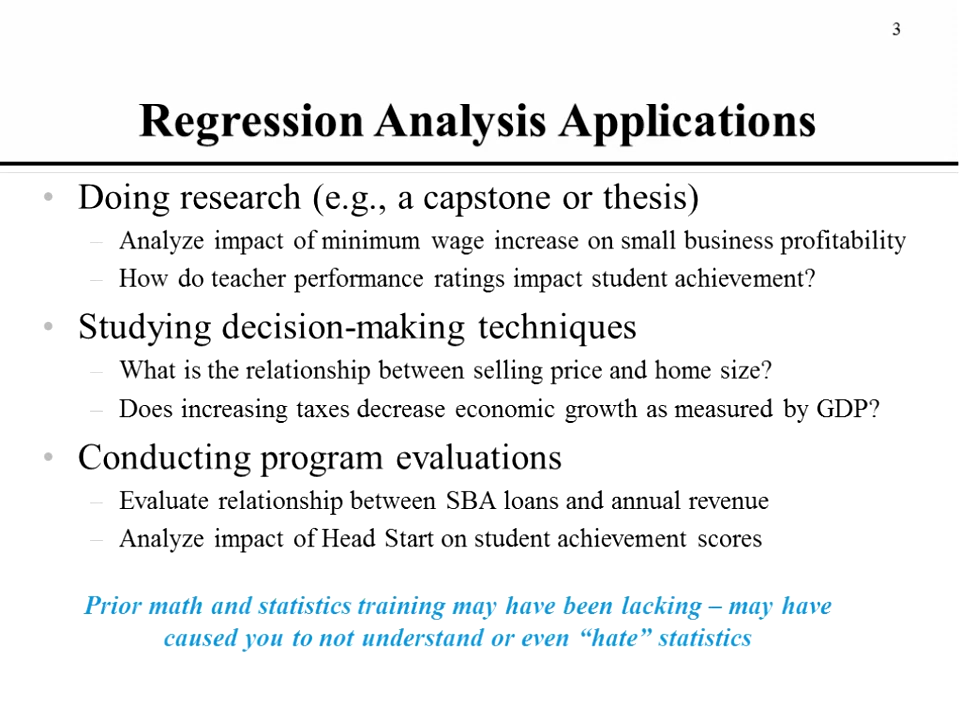 3
Regression Analysis Applications
• Doing research (e.g., a capstone or thesis)
– Analyze impact of minimum wage increase on small business profitability
– How do teacher performance ratings impact student achievement?
• Studying decision-making techniques
– What is the relationship between selling price and home size?
– Does increasing taxes decrease economic growth as measured by GDP?
• Conducting program evaluations
– Evaluate relationship between SBA loans and annual revenue
– Analyze impact of Head Start on student achievement scores
Prior math and statistics training may have been lacking – may have
caused you to not understand or even “hate” statistics